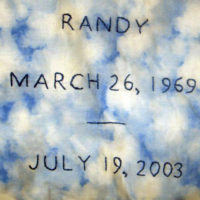 RANDY
MARCH 26, 1969
—
JULY 19, 2003